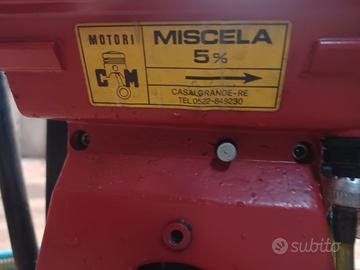 MOTORI
CM
MISCELA
5%
CASALGRANDE-RE
TEL.0522-849230
subito